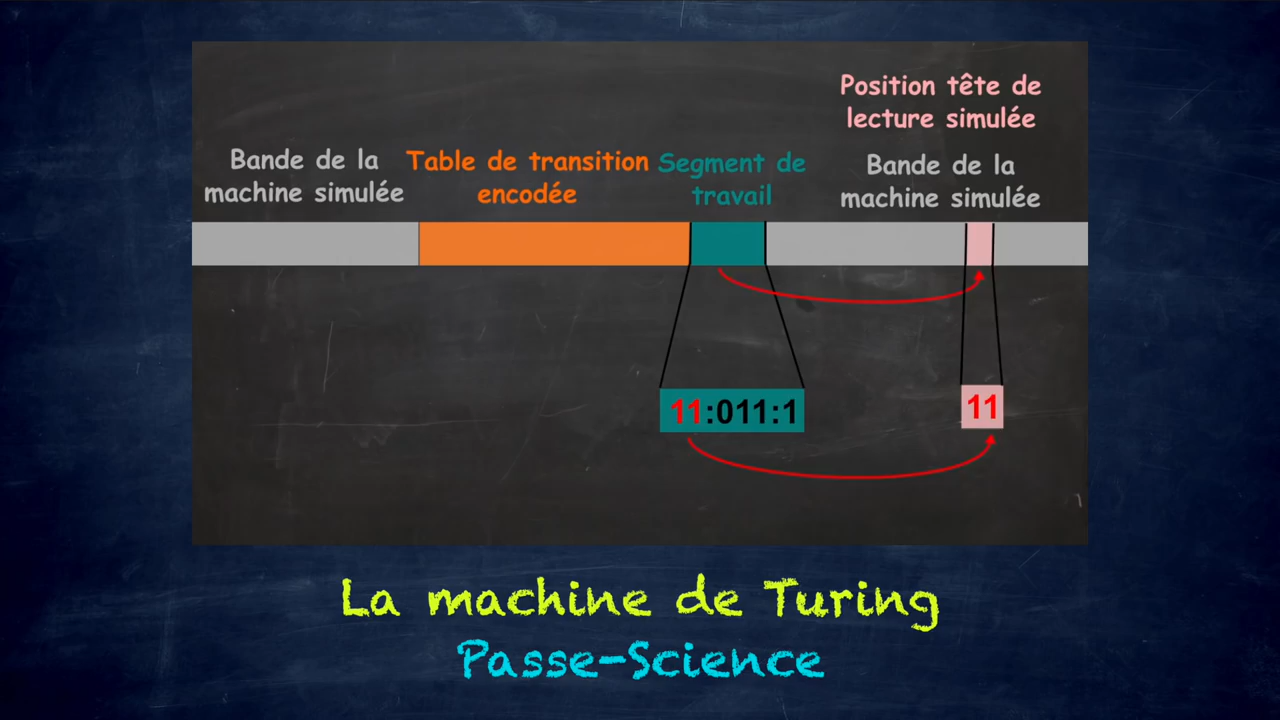 Position tête de
lecture simulée
Bande de la
machine simulée
Table de transition
encodée
Segment de
travail
Bande de la
machine simulée
11:011:1
11
La machine de Turing
Passe-Science